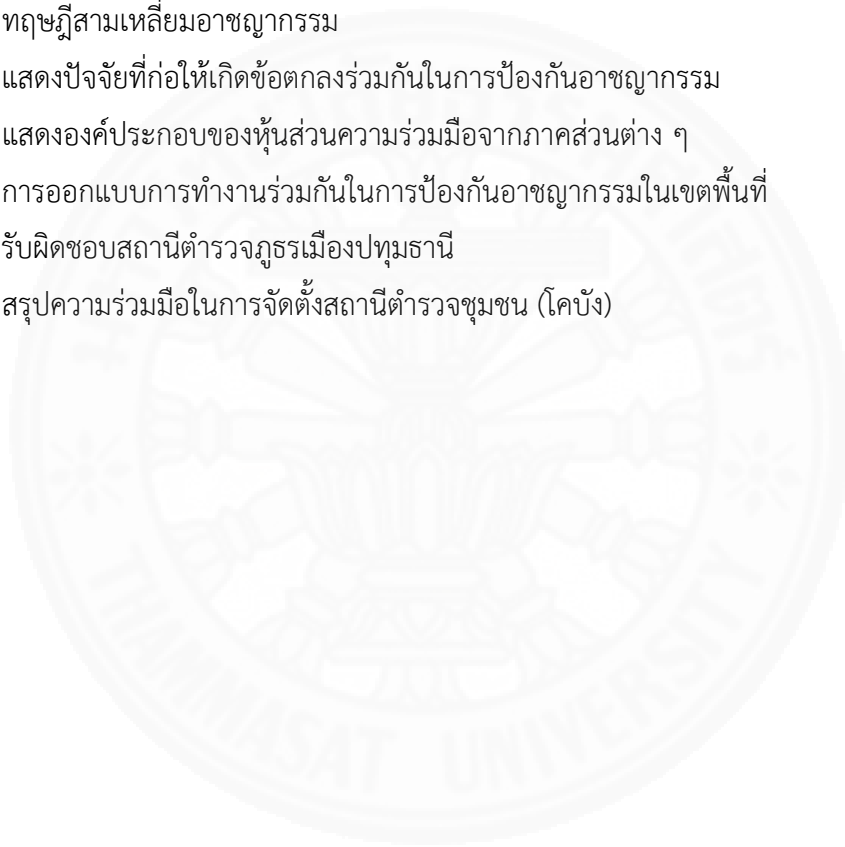 ทฤษฎีสามเหลี่ยมอาชญากรรม
แสดงปัจจัยที่ก่อให้เกิดข้อตกลงร่วมกันในการป้องกันอาชญากรรม
แสดงองค์ประกอบของหุ้นส่วนความร่วมมือจากภาคส่วนต่าง ๆ
การออกแบบการทำงานร่วมกันในการป้องกันอาชญากรรมในเขตพื้นที่
รับผิดชอบสถานีตำรวจภูธรเมืองปทุมธานี
สรุปความร่วมมือในการจัดตั้งสถานีตำรวจชุมชน (โคบัง)
THAMMASAT UNIVERSITY